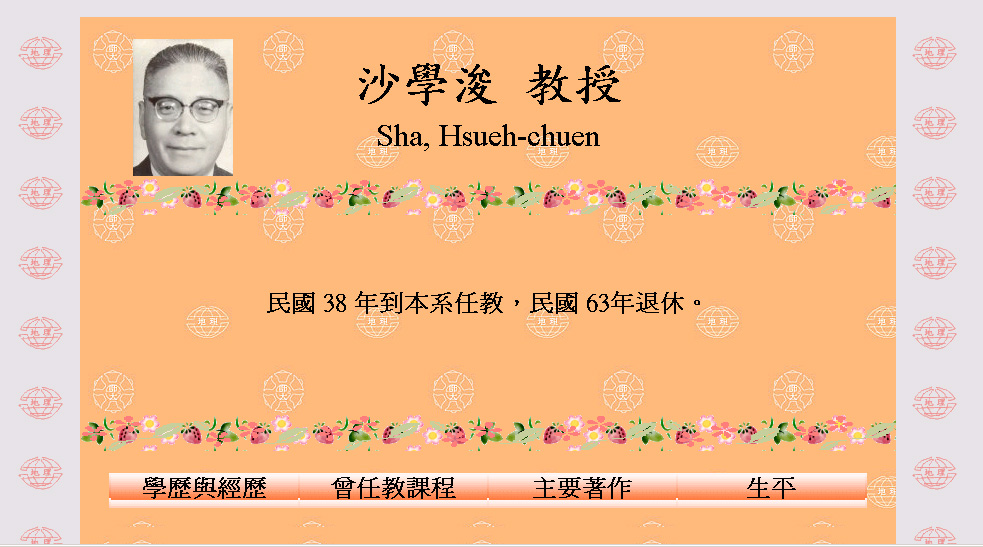 沙學浚 教授
Sha, Hsueh-chuen
民國 38 年到本系任教，民國 63年退休。
學歷與經歷 曾任教課程 主要著作 生平